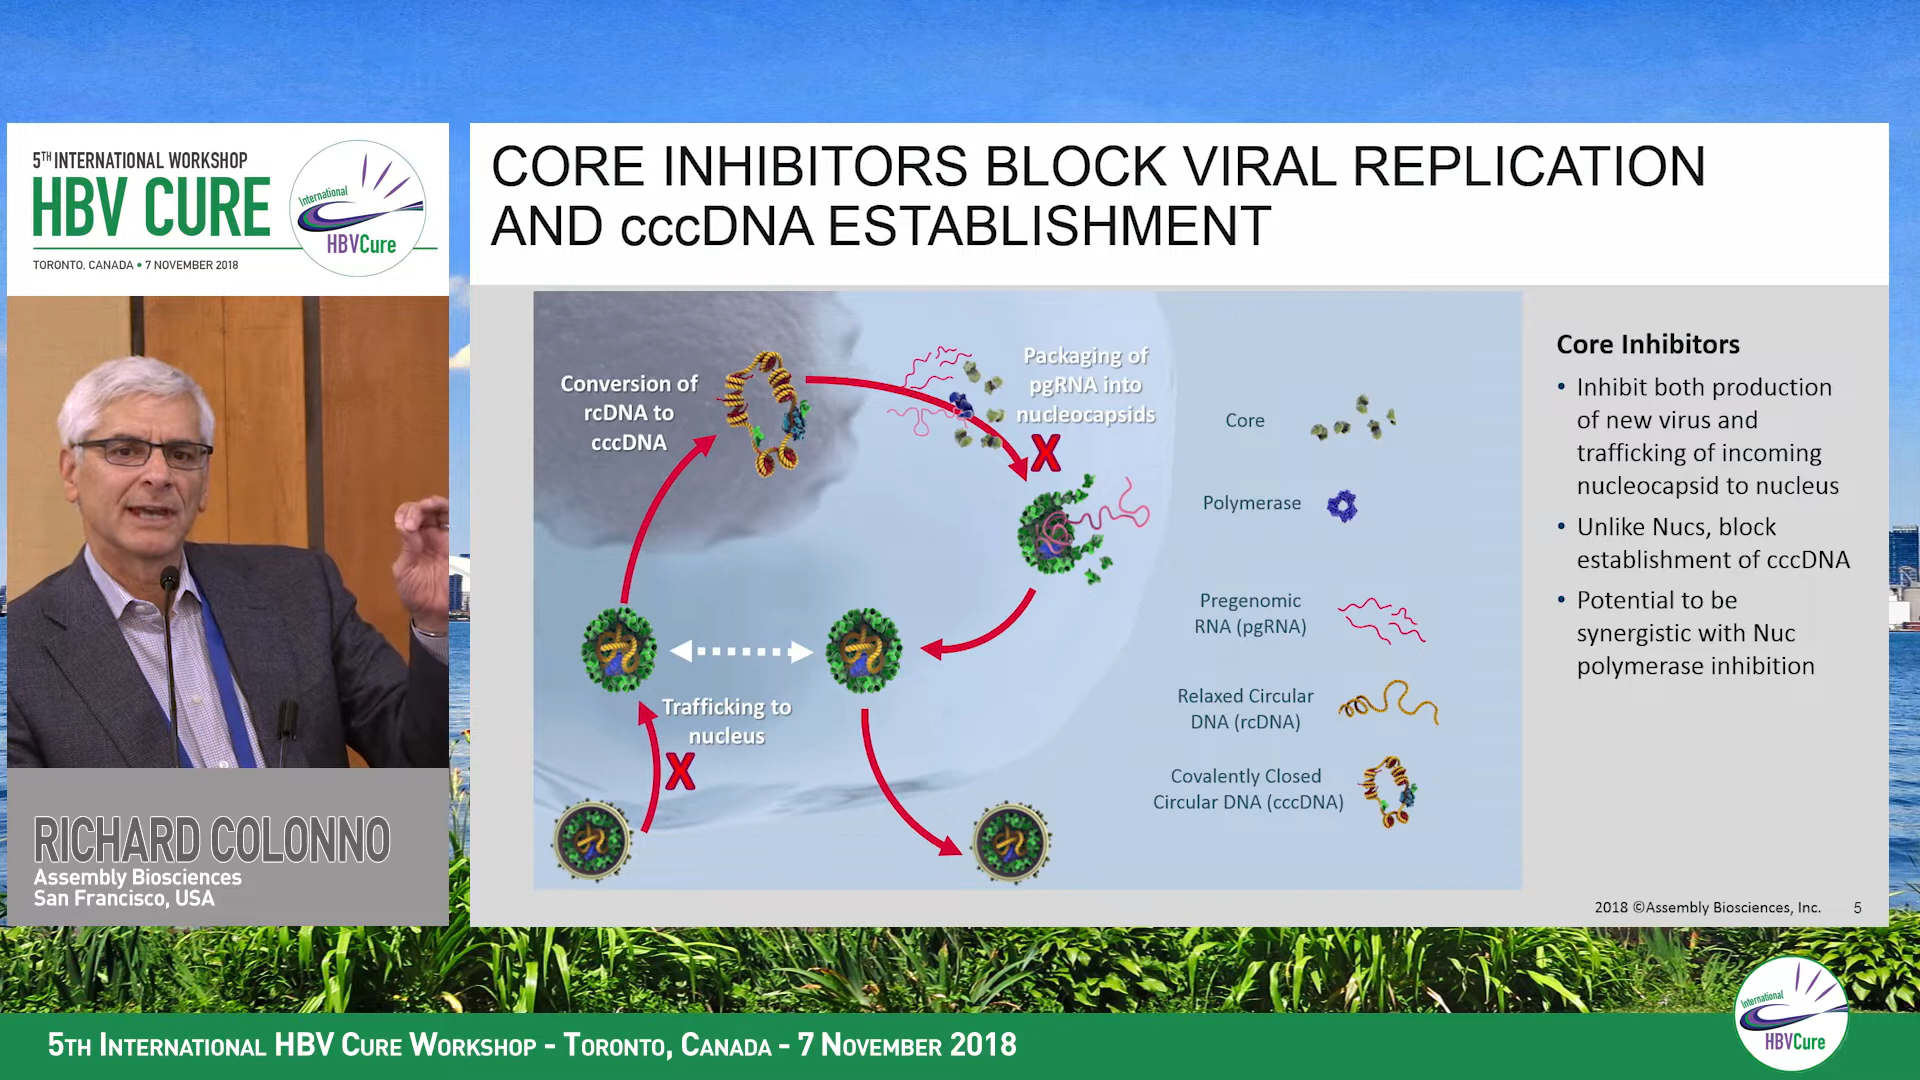 5TH INTERNATIONAL WORKSHOP
HBV CURE
TORONTO, CANADA • 7 NOVEMBER 2018
International
HBVCure
RICHARD COLONNO
Assembly Biosciences
San Francisco, USA
CORE INHIBITORS BLOCK VIRAL REPLICATION
AND cccDNA ESTABLISHMENT
Conversion of
rcDNA to
cccDNA
Packaging of
pgRNA into
nucleocapsids
X
Trafficking to
nucleus
X
Core
Polymerase
Pregenomic
RNA (pgRNA)
Relaxed Circular
DNA (rcDNA)
Covalently Closed
Circular DNA (cccDNA)
Core Inhibitors
• Inhibit both production
of new virus and
trafficking of incoming
nucleocapsid to nucleus
• Unlike Nucs, block
establishment of cccDNA
• Potential to be
synergistic with Nuc
polymerase inhibition
2018 ©Assembly Biosciences, Inc. 5
5TH INTERNATIONAL HBV CURE WORKSHOP - TORONTO, CANADA - 7 NOVEMBER 2018
International
HBVCure